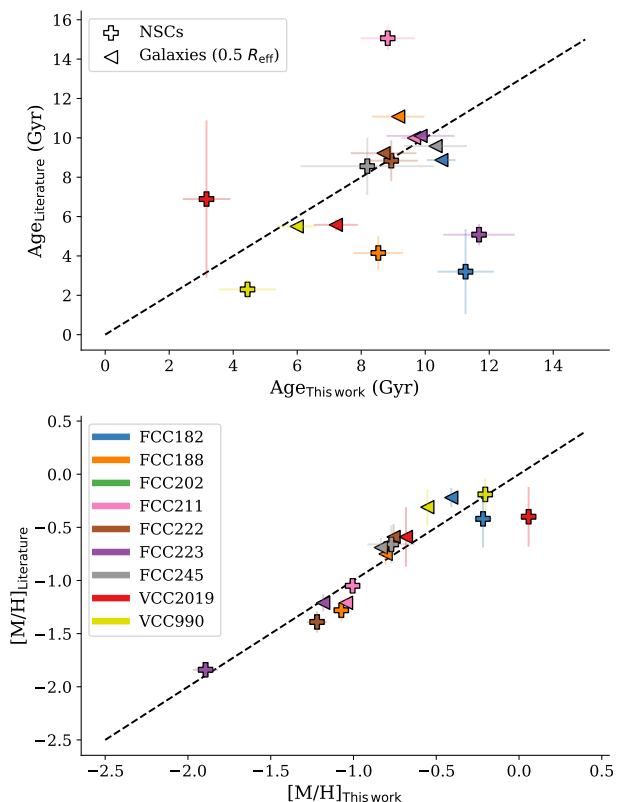 16
14
12
10
8
6
4
2
0
Age_Literature (Gyr)
NSCs
Galaxies (0.5 R_eff)
0 2 4 6 8 10 12 14
Age_This work (Gyr)
0.5
0.0
−0.5
−1.0
−1.5
−2.0
−2.5
[M/H]_Literature
FCC182
FCC188
FCC202
FCC211
FCC222
FCC223
FCC245
VCC2019
VCC990
−2.5 −2.0 −1.5 −1.0 −0.5 0.0 0.5
[M/H]_This work